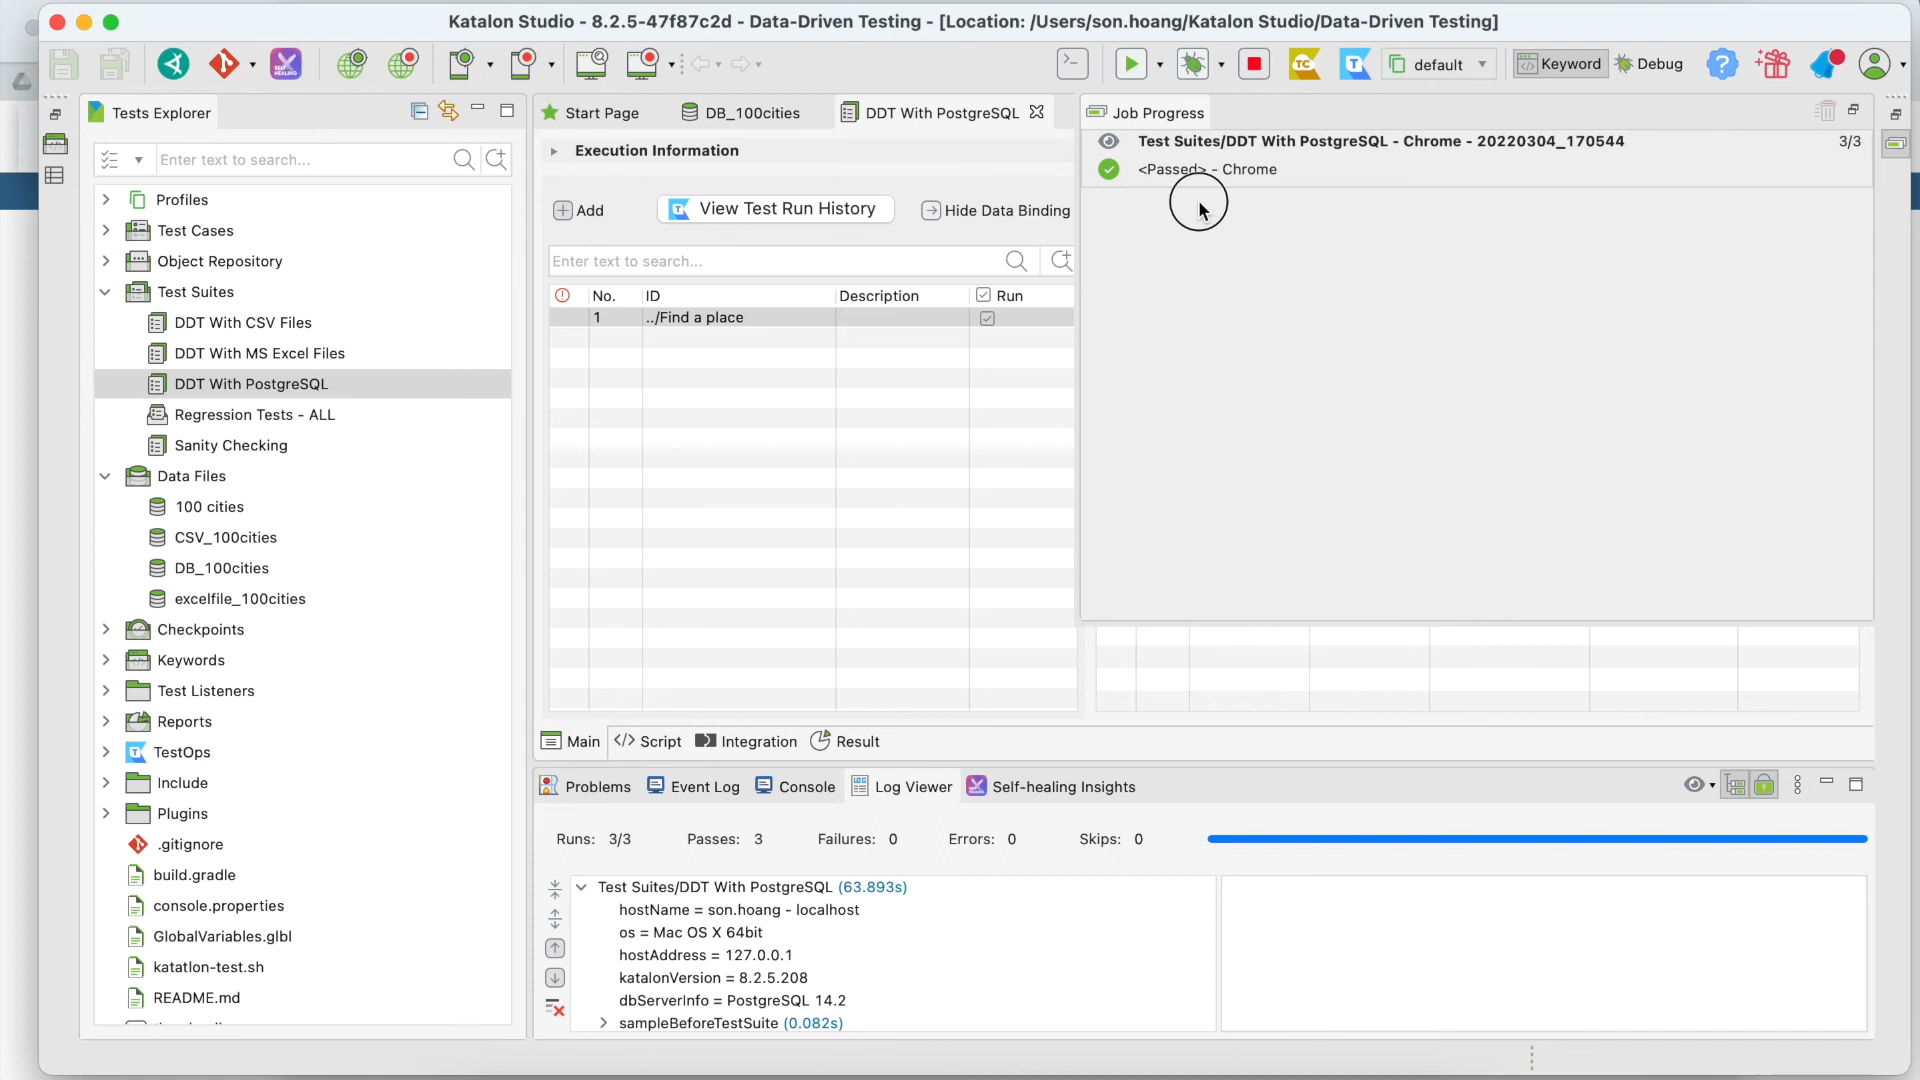 Katalon Studio - 8.2.5-47f87c2d - Data-Driven Testing - [Location: /Users/son.hoang/Katalon Studio/Data-Driven Testing]
SELF HEALING
TC
T
default
Keyword
Debug
Tests Explorer
Enter text to search...
Profiles
Test Cases
Object Repository
Test Suites
DDT With CSV Files
DDT With MS Excel Files
DDT With PostgreSQL
Regression Tests - ALL
Sanity Checking
Data Files
100 cities
CSV_100cities
DB_100cities
excelfile_100cities
Checkpoints
Keywords
Test Listeners
Reports
TestOps
Include
Plugins
.gitignore
build.gradle
console.properties
GlobalVariables.glbl
katatlon-test.sh
README.md
Start Page
DB_100cities
DDT With PostgreSQL
Execution Information
Add
View Test Run History
Hide Data Binding
Enter text to search...
No. ID Description Run
1 ../Find a place
Job Progress
Test Suites/DDT With PostgreSQL - Chrome - 20220304_170544 3/3
<Passed> - Chrome
Main
Script
Integration
Result
Problems
Event Log
Console
Log Viewer
Self-healing Insights
Runs: 3/3 Passes: 3 Failures: 0 Errors: 0 Skips: 0
Test Suites/DDT With PostgreSQL (63.893s)
hostName = son.hoang - localhost
os = Mac OS X 64bit
hostAddress = 127.0.0.1
katalonVersion = 8.2.5.208
dbServerInfo = PostgreSQL 14.2
sampleBeforeTestSuite (0.082s)